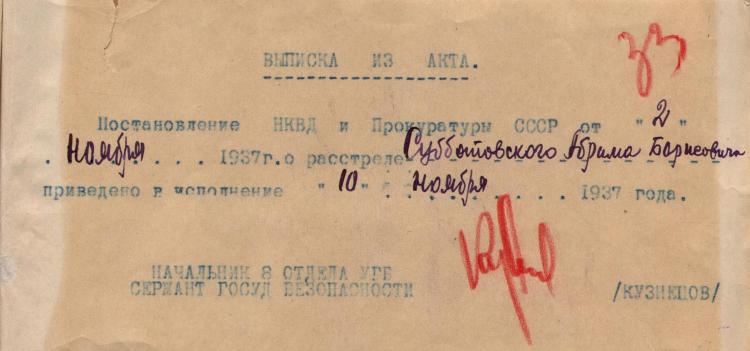 33
ВЫПИСКА ИЗ АКТА.
Постановление НКВД и Прокуратуры СССР от "2"
. Ноября . . . 1937г. о расстреле Субботовского Абрама Борисовича
приведено в исполнение "10" . Ноября . . . . 1937 года.
НАЧАЛЬНИК 8 ОТДЕЛА УГБ
СЕРЖАНТ ГОСУД БЕЗОПАСНОСТИ /КУЗНЕЦОВ/